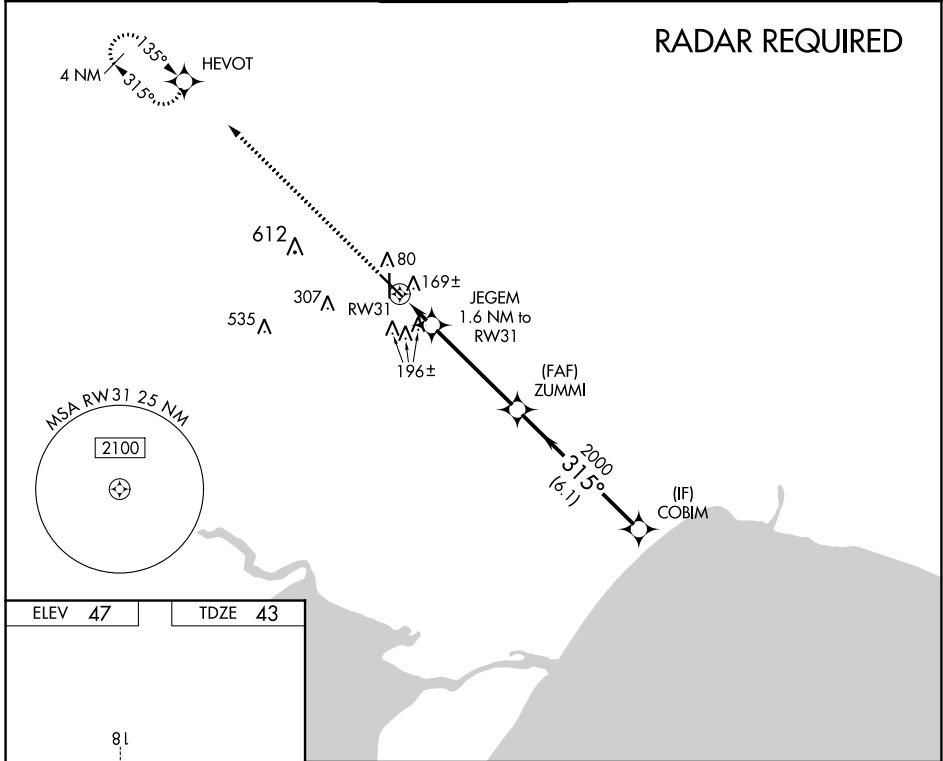 RADAR REQUIRED
HEVOT
135°
4 NM
315°
612
80
169±
307
RW31
JEGEM
1.6 NM to
RW31
535
196±
(FAF)
ZUMMI
MSA RW31 25 NM
2100
2000
315°
(6.1)
(IF)
COBIM
ELEV 47
TDZE 43
18